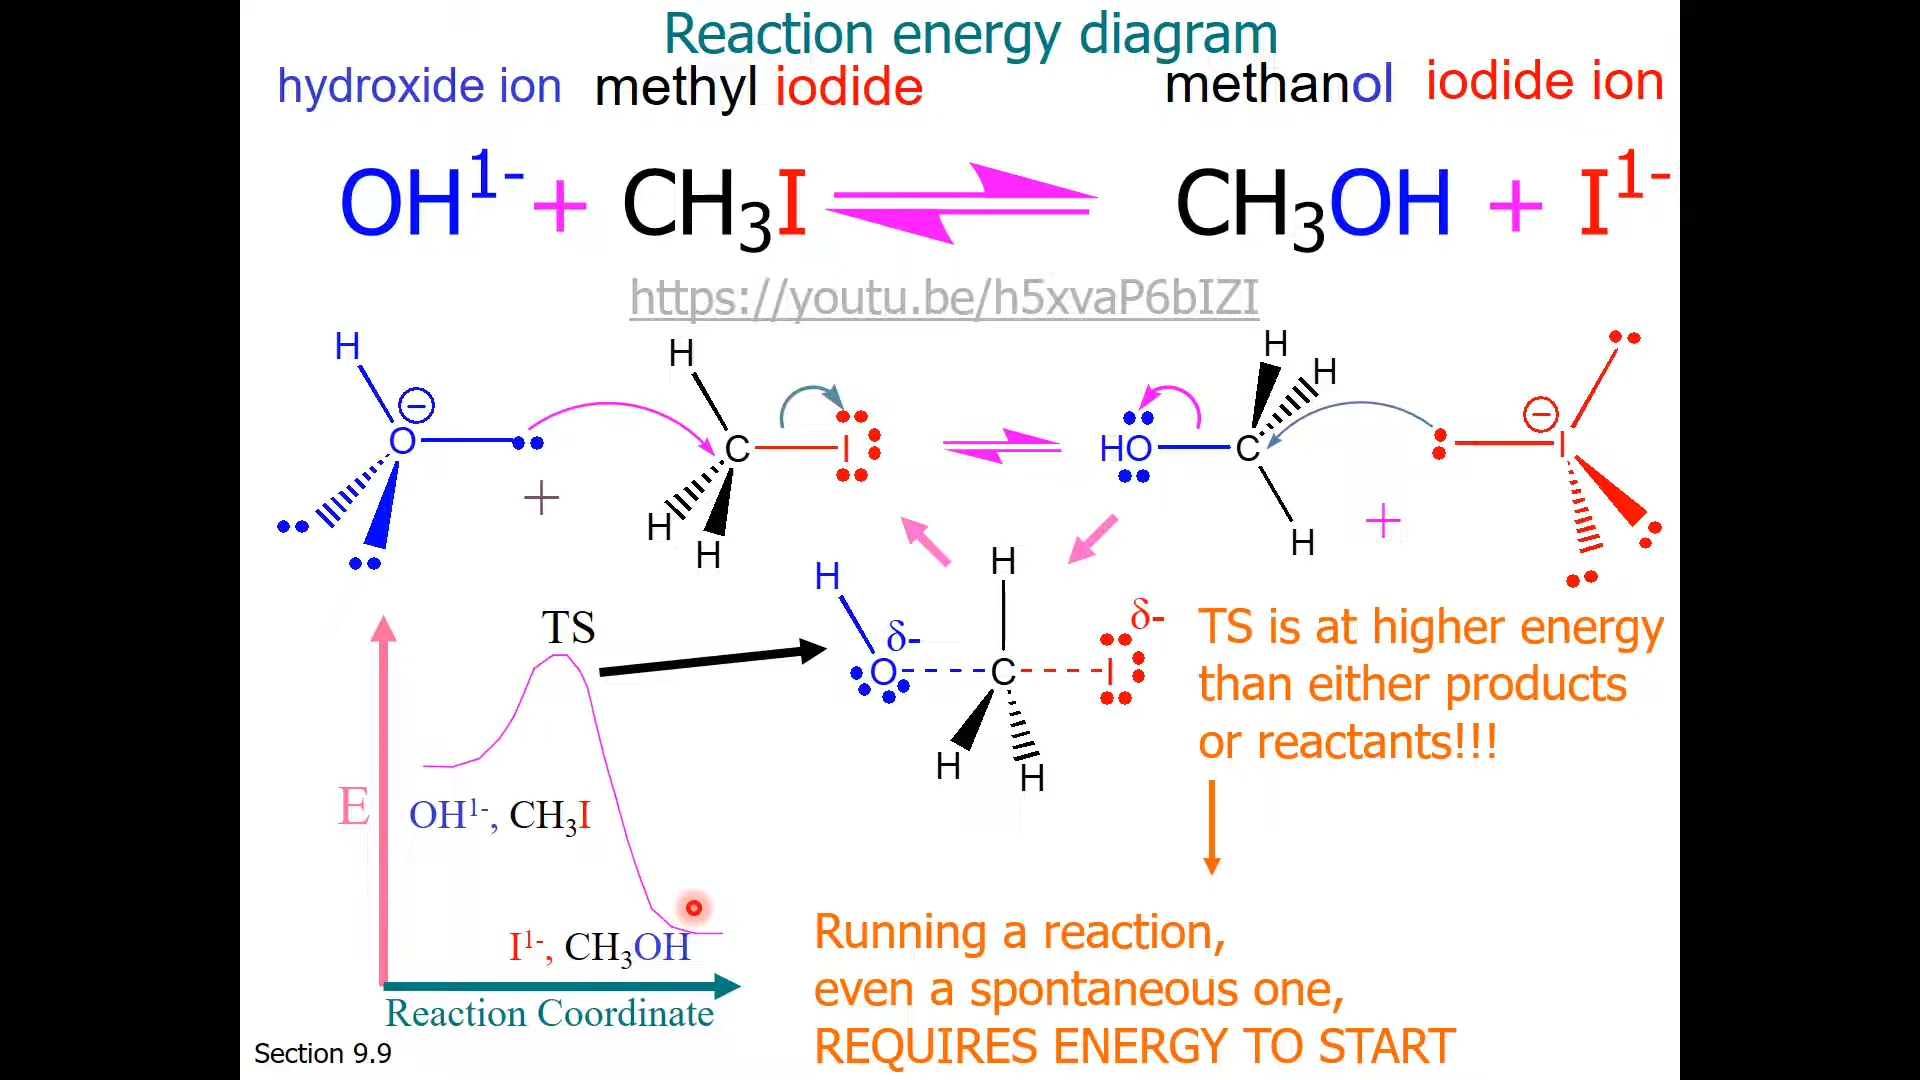 Reaction energy diagram
hydroxide ion methyl iodide methanol iodide ion
OH¹⁻ + CH₃I ⇌ CH₃OH + I¹⁻
https://youtu.be/h5xvaP6bIZI
H H H H
O ⊖ C I ⇌ HO C ⊖ I
+ H H H +
TS H H
δ- δ-
O C I
H H
TS is at higher energy
than either products
or reactants!!!
E
OH¹⁻, CH₃I
I¹⁻, CH₃OH
Reaction Coordinate
Running a reaction,
even a spontaneous one,
REQUIRES ENERGY TO START
Section 9.9